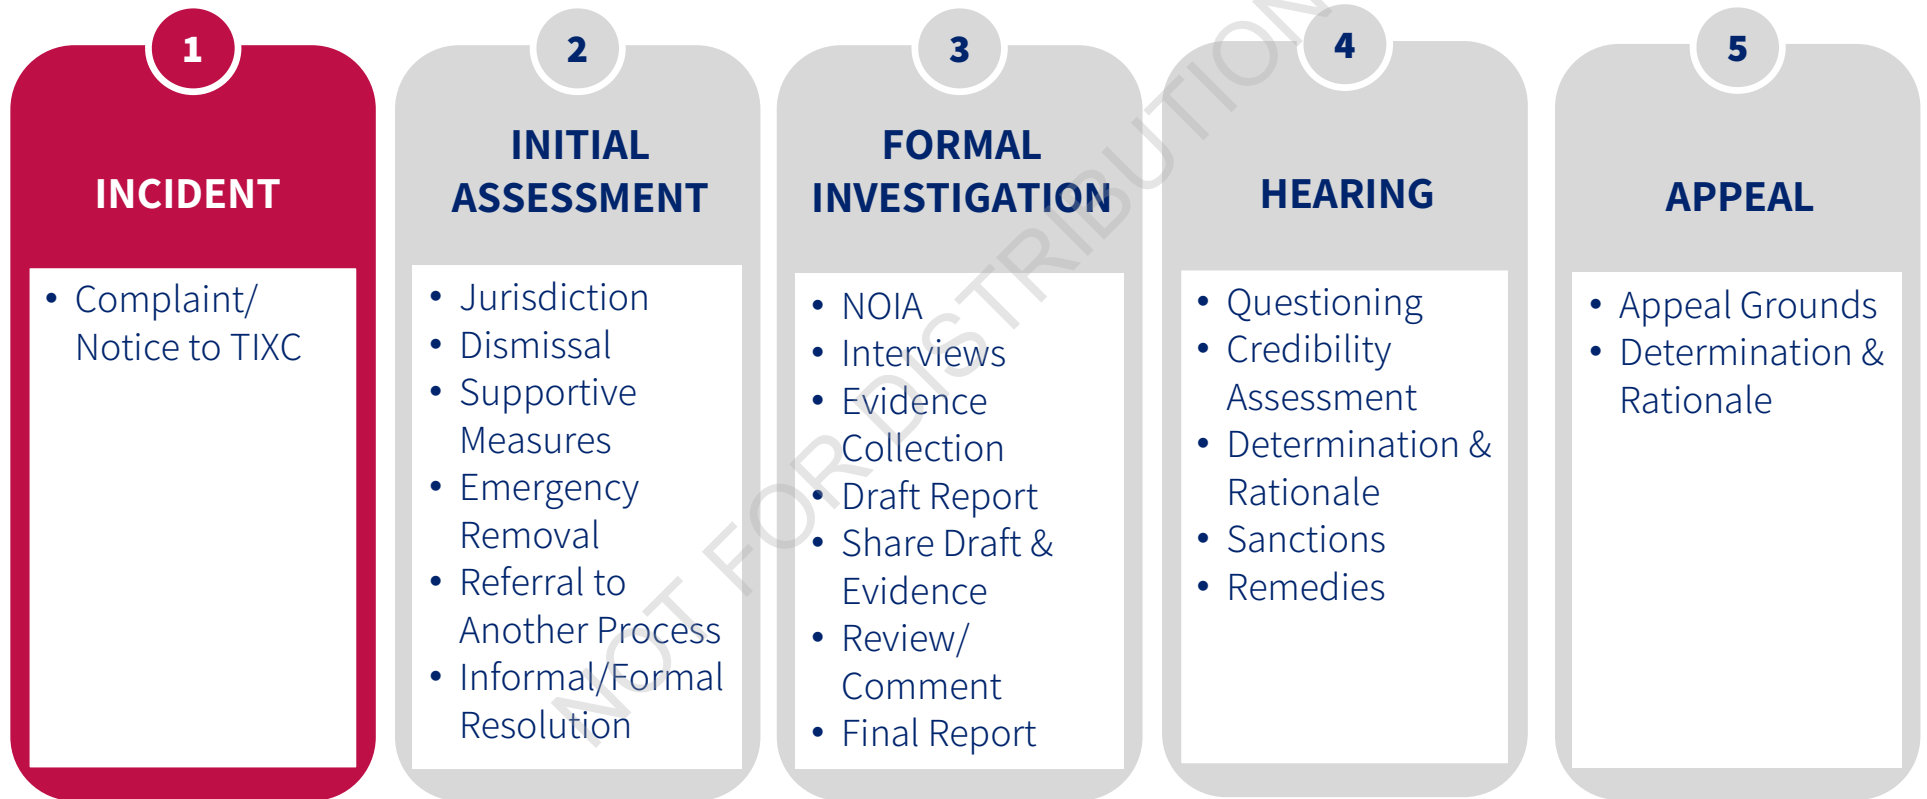 1
INCIDENT
• Complaint/
Notice to TIXC
2
INITIAL
ASSESSMENT
• Jurisdiction
• Dismissal
• Supportive
Measures
• Emergency
Removal
• Referral to
Another Process
• Informal/Formal
Resolution
3
FORMAL
INVESTIGATION
• NOIA
• Interviews
• Evidence
Collection
• Draft Report
• Share Draft &
Evidence
• Review/
Comment
• Final Report
4
HEARING
• Questioning
• Credibility
Assessment
• Determination &
Rationale
• Sanctions
• Remedies
5
APPEAL
• Appeal Grounds
• Determination &
Rationale
NOT FOR DISTRIBUTION